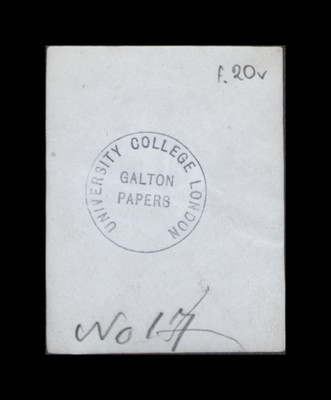 f. 20v
UNIVERSITY COLLEGE LONDON
GALTON
PAPERS
No 17